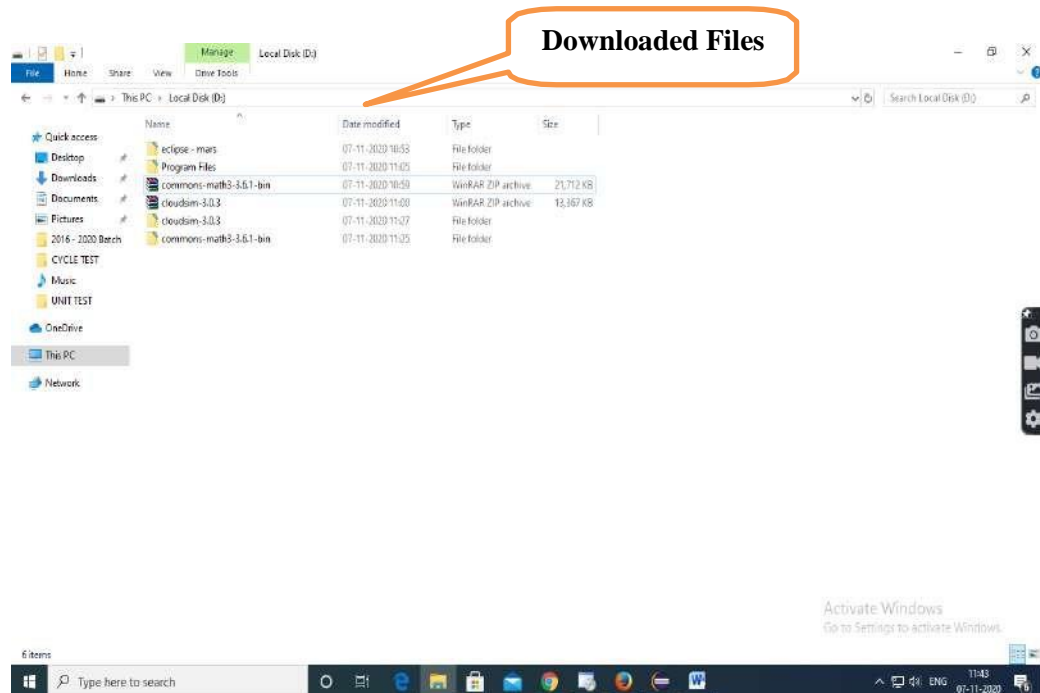 Downloaded Files
Manage Local Disk (D:)
File Home Share View Drive Tools
This PC › Local Disk (D:) Search Local Disk (D:)
Name Date modified Type Size
Quick access
eclipse - mars 07-11-2020 10:53 File folder
Desktop
Program Files 07-11-2020 11:05 File folder
Downloads
commons-math3-3.6.1-bin 07-11-2020 10:59 WinRAR ZIP archive 21,712 KB
Documents
cloudsim-3.0.3 07-11-2020 11:00 WinRAR ZIP archive 13,367 KB
Pictures
cloudsim-3.0.3 07-11-2020 11:07 File folder
2016 - 2020 Batch
commons-math3-3.6.1-bin 07-11-2020 11:05 File folder
CYCLE TEST
Music
UNIT TEST
OneDrive
This PC
Network
Activate Windows
Go to Settings to activate Windows.
6 items
Type here to search
ENG
11:43
07-11-2020